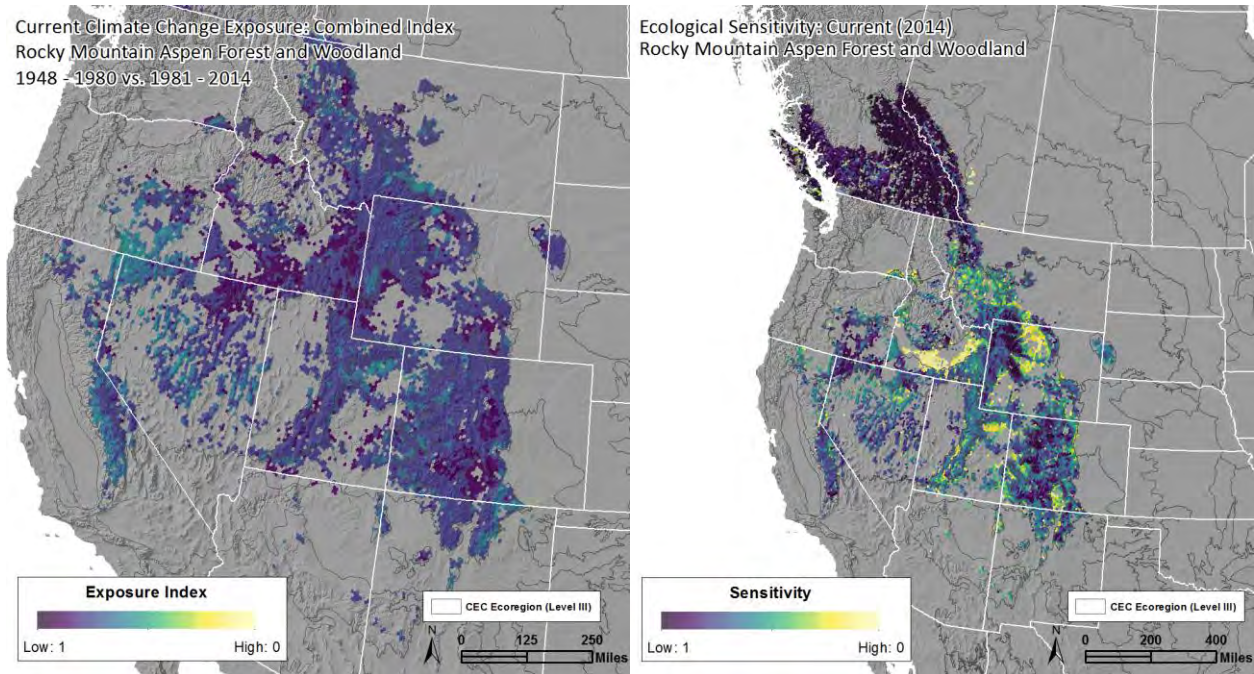 Current Climate Change Exposure: Combined Index
Rocky Mountain Aspen Forest and Woodland
1948 - 1980 vs. 1981 - 2014
Exposure Index
Low: 1 High: 0
CEC Ecoregion (Level III)
N
0 125 250
Miles
Ecological Sensitivity: Current (2014)
Rocky Mountain Aspen Forest and Woodland
Sensitivity
Low: 1 High: 0
CEC Ecoregion (Level III)
N
0 200 400
Miles